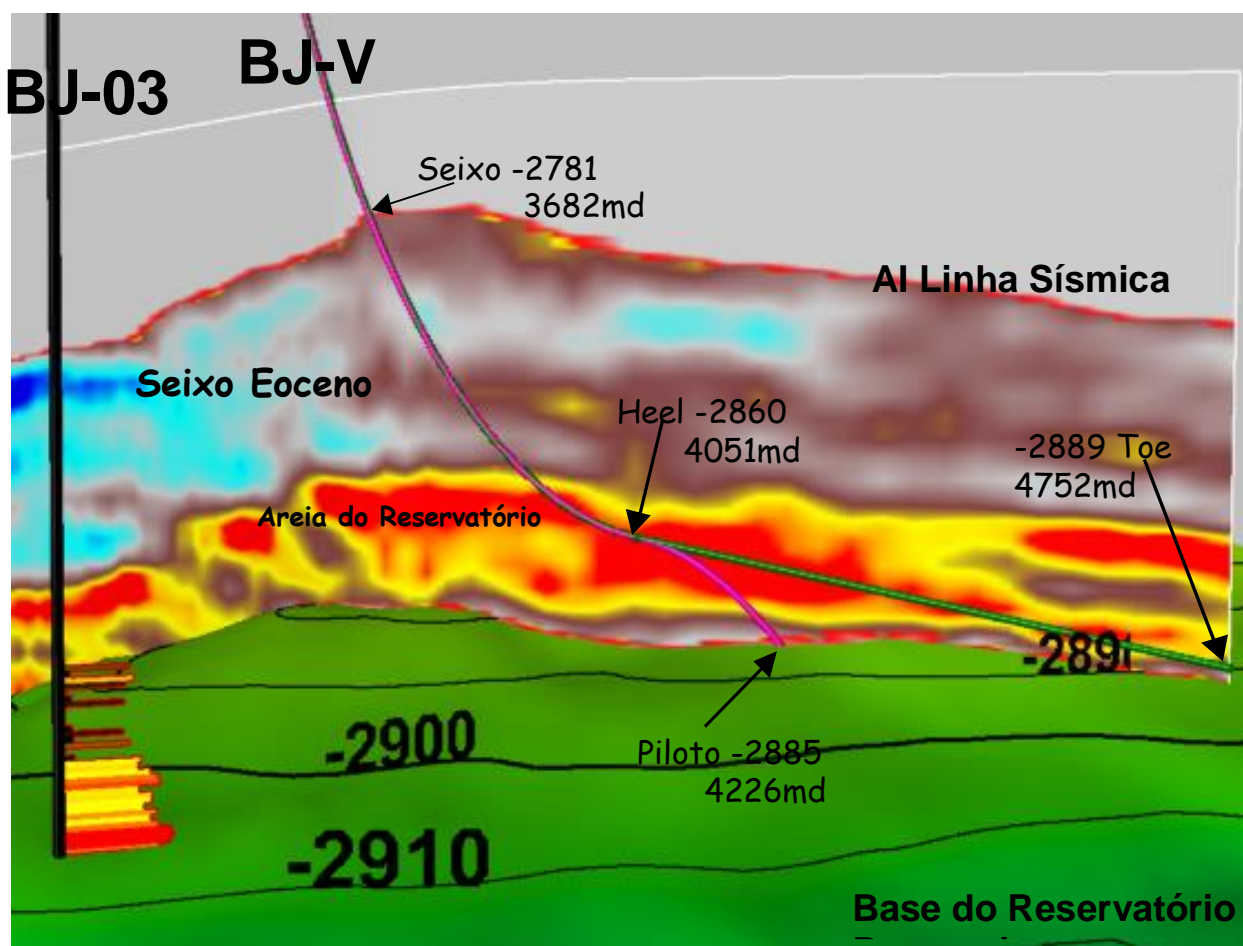 BJ-03
BJ-V
Seixo -2781
3682md
AI Linha Sísmica
Seixo Eoceno
Heel -2860
4051md
-2889 Toe
4752md
Areia do Reservatório
-2900
Piloto -2885
4226md
-2910
Base do Reservatório